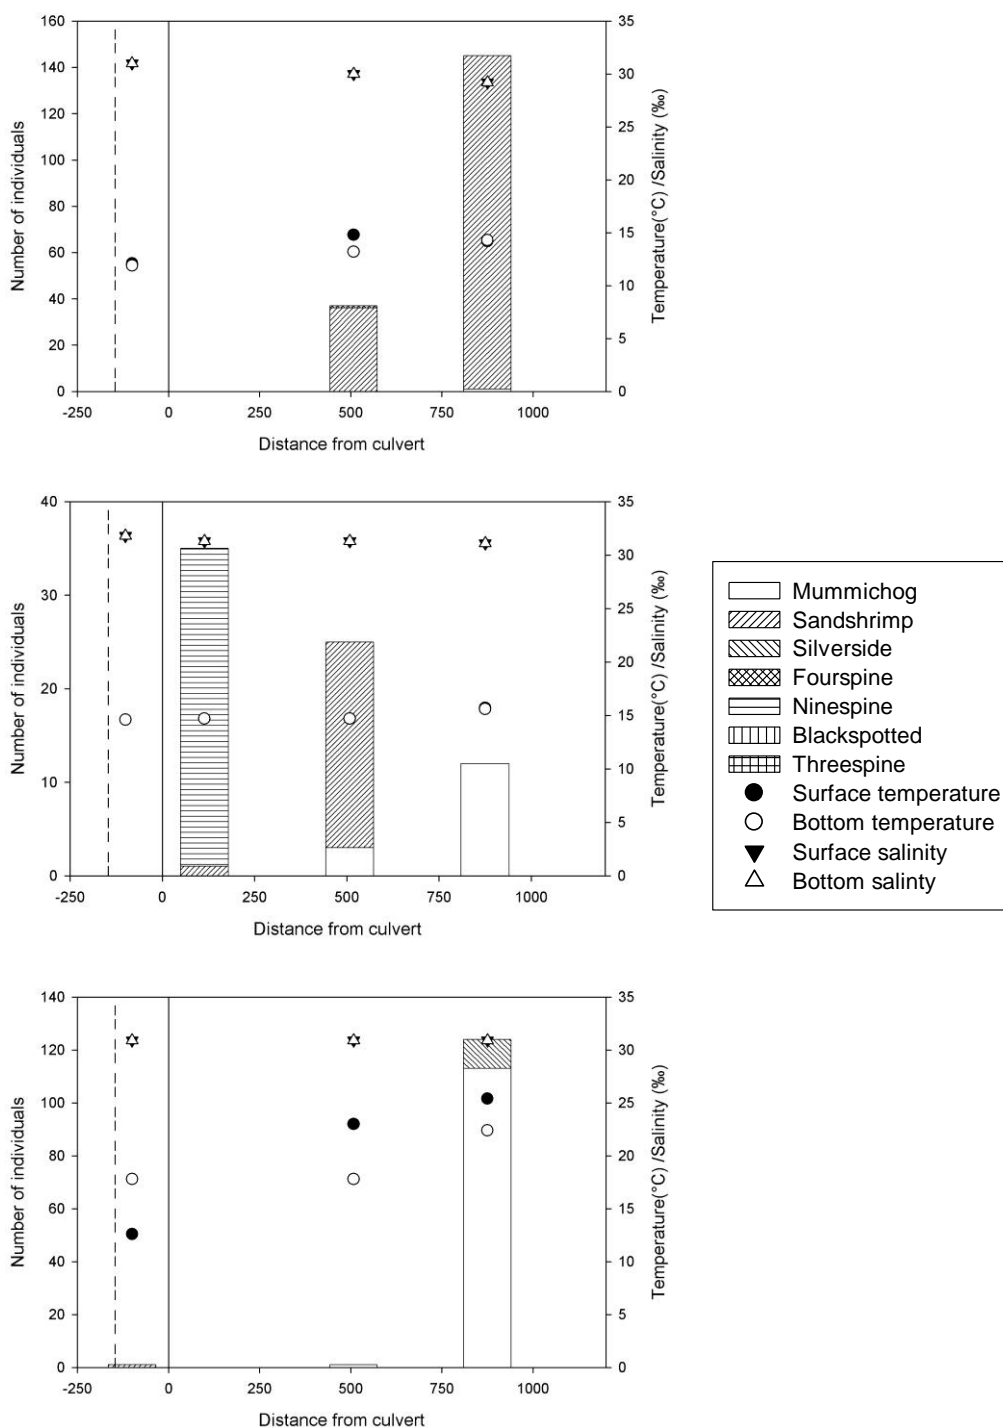 160
140
120
100
80
60
40
20
0
Number of individuals
35
30
25
20
15
10
5
0
Temperature(°C) /Salinity (‰)
-250 0 250 500 750 1000
Distance from culvert
40
30
20
10
0
Number of individuals
35
30
25
20
15
10
5
0
Temperature(°C) /Salinity (‰)
-250 0 250 500 750 1000
Distance from culvert
Mummichog
Sandshrimp
Silverside
Fourspine
Ninespine
Blackspotted
Threespine
Surface temperature
Bottom temperature
Surface salinity
Bottom salinty
140
120
100
80
60
40
20
0
Number of individuals
35
30
25
20
15
10
5
0
Temperature(°C) /Salinity (‰)
-250 0 250 500 750 1000
Distance from culvert